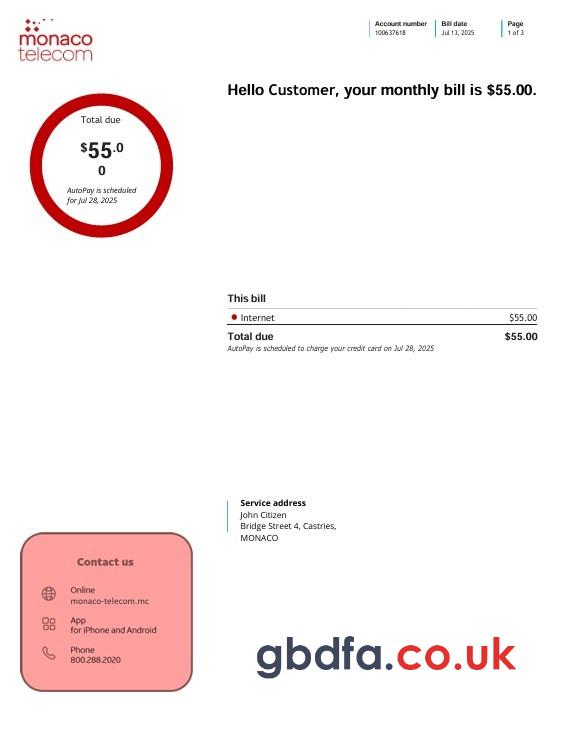 monaco
telecom
Account number
100637618
Bill date
Jul 13, 2025
Page
1 of 3
Hello Customer, your monthly bill is $55.00.
Total due
$55.0
0
AutoPay is scheduled
for Jul 28, 2025
This bill
Internet $55.00
Total due $55.00
AutoPay is scheduled to charge your credit card on Jul 28, 2025
Service address
John Citizen
Bridge Street 4, Castries,
MONACO
Contact us
Online
monaco-telecom.mc
App
for iPhone and Android
Phone
800.288.2020
gbdfa.co.uk